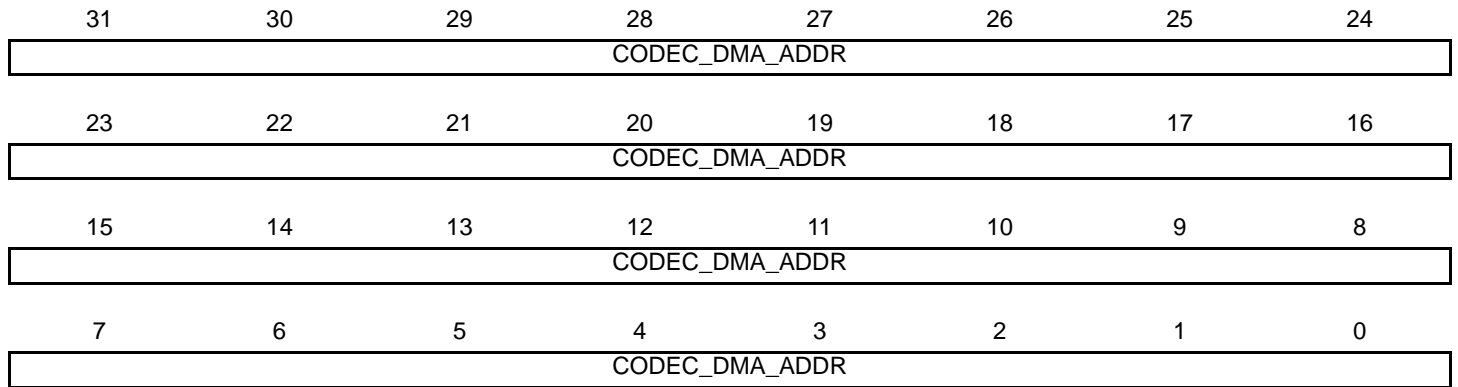 31 30 29 28 27 26 25 24
CODEC_DMA_ADDR
23 22 21 20 19 18 17 16
CODEC_DMA_ADDR
15 14 13 12 11 10 9 8
CODEC_DMA_ADDR
7 6 5 4 3 2 1 0
CODEC_DMA_ADDR